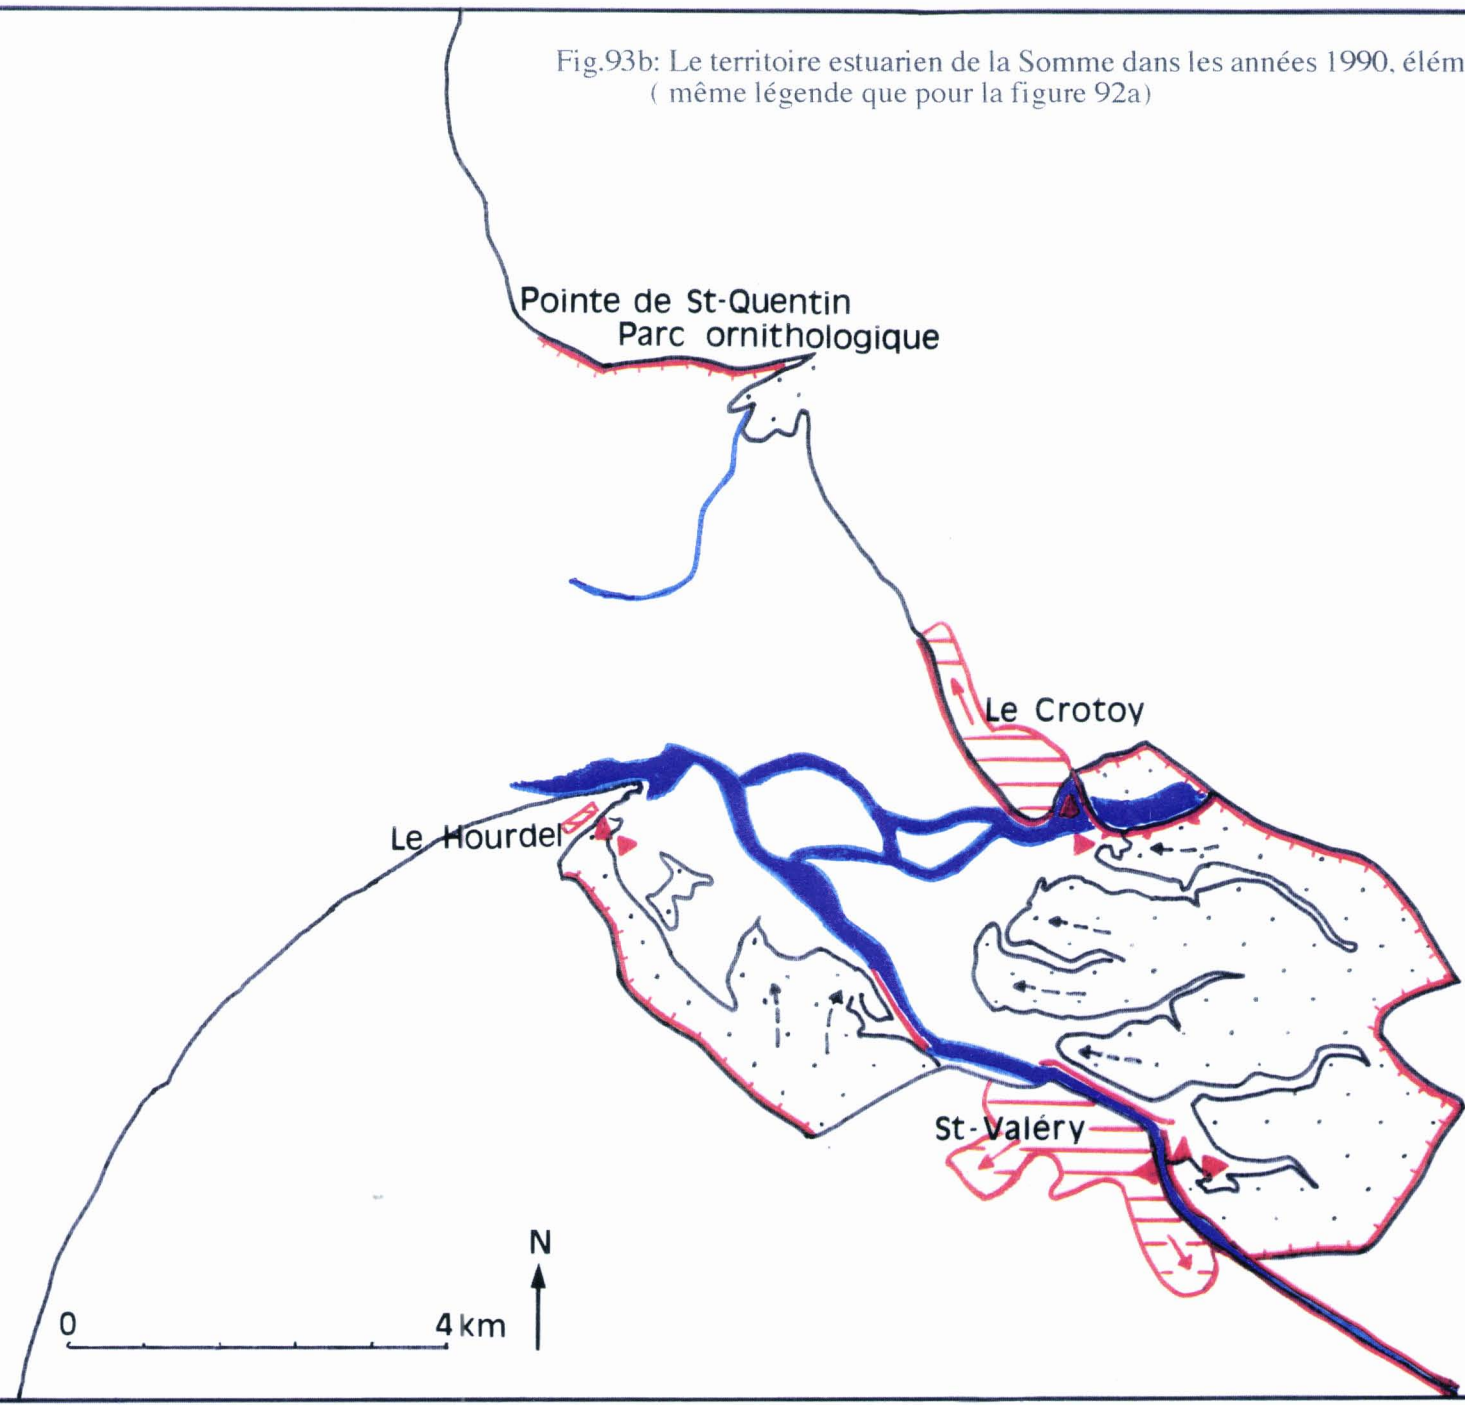 Fig.93b: Le territoire estuarien de la Somme dans les années 1990, élém
( même légende que pour la figure 92a)
Pointe de St-Quentin
Parc ornithologique
Le Crotoy
Le Hourdel
St-Valéry
N
0 4 km